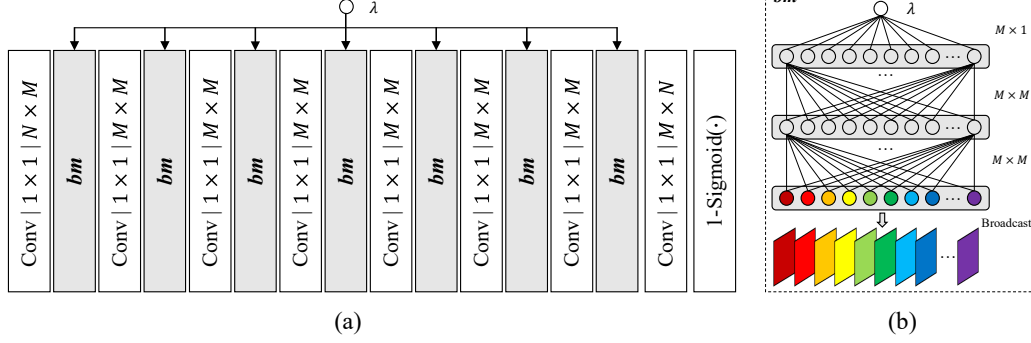 λ
Conv | 1 × 1 | N × M
bm
Conv | 1 × 1 | M × M
bm
Conv | 1 × 1 | M × M
bm
Conv | 1 × 1 | M × M
bm
Conv | 1 × 1 | M × M
bm
Conv | 1 × 1 | M × M
bm
Conv | 1 × 1 | M × M
bm
Conv | 1 × 1 | M × N
1-Sigmoid(·)
(a)
bm
λ
M × 1
...
...
M × M
...
...
M × M
...
Broadcast
...
(b)